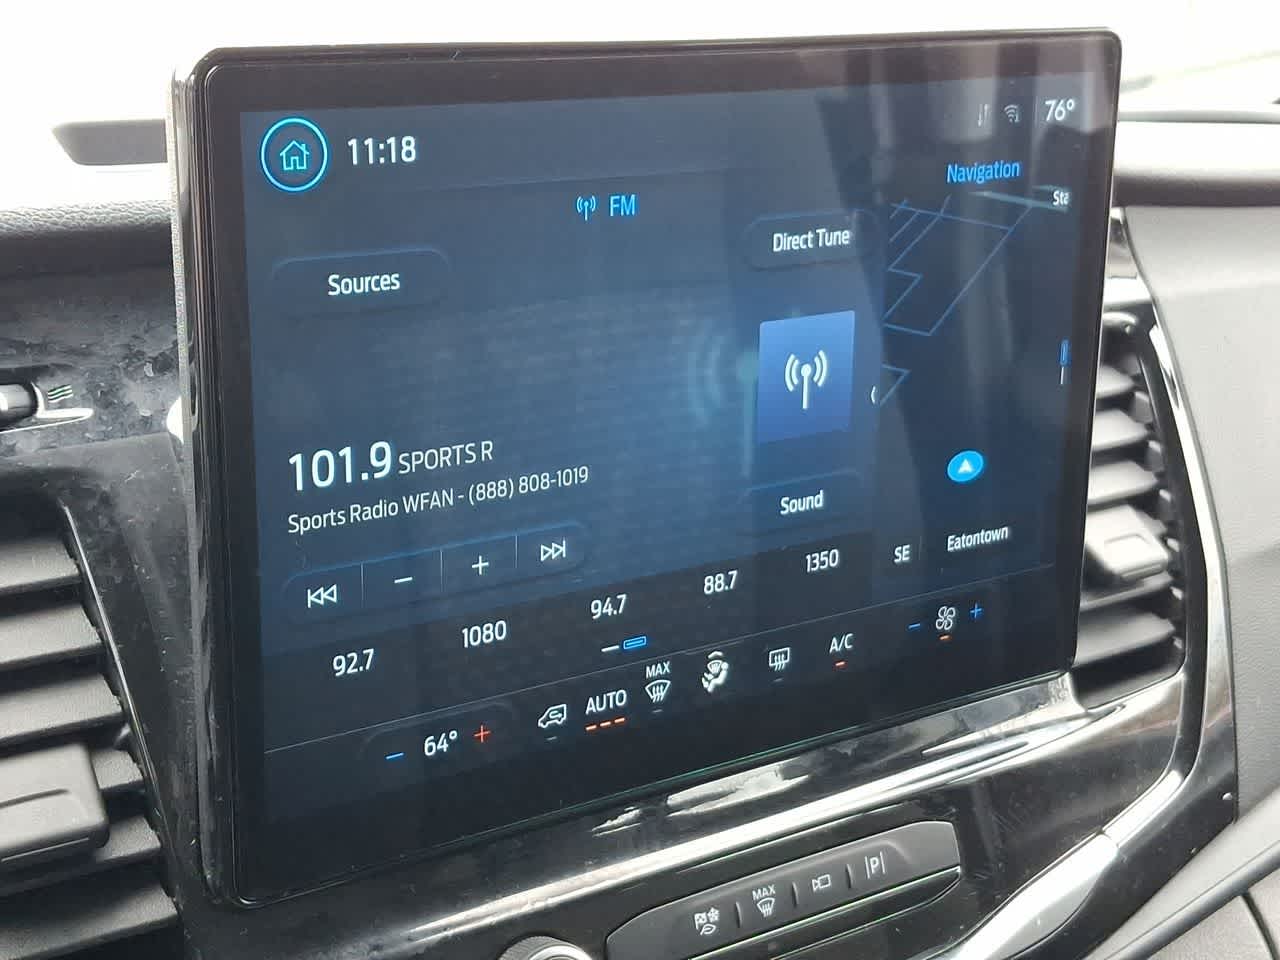 11:18
76°
Navigation
Sta
FM
Direct Tune
Sources
101.9 SPORTS R
Sports Radio WFAN - (888) 808-1019
Sound
SE
Eatontown
92.7
1080
94.7
88.7
1350
64°
AUTO
MAX
A/C
MAX
P